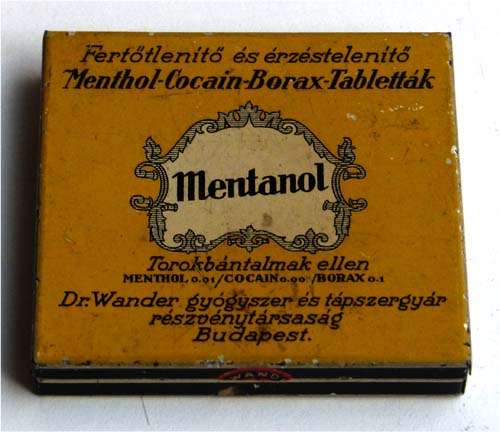 Fertőtlenítő és érzéstelenítő
Menthol-Cocain-Borax-Tabletták
Mentanol
Torokbántalmak ellen
MENTHOL 0.01/COCAIN 0.00 /BORAX 0.1
Dr. Wander gyógyszer és tápszergyár
részvénytársaság
Budapest.
WAND